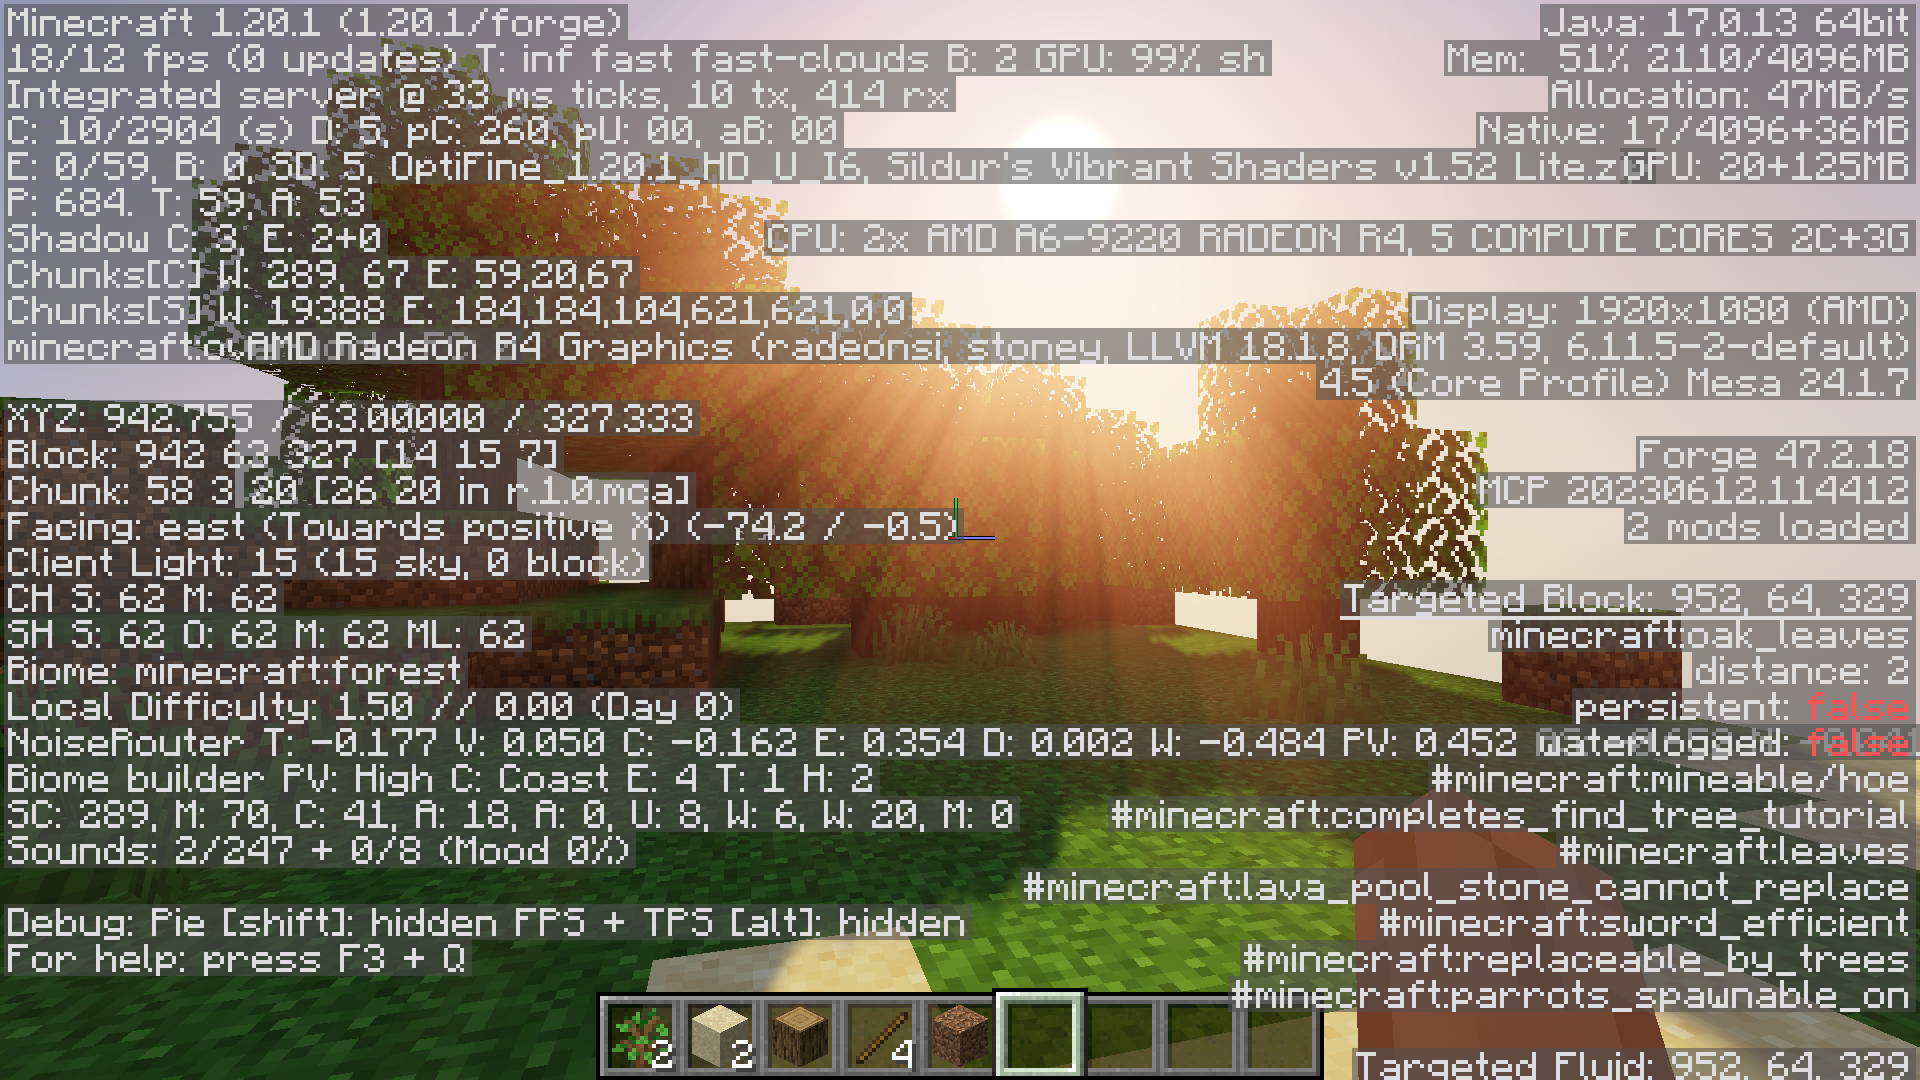 Minecraft 1.20.1 (1.20.1/forge)
18/12 fps (0 updates) T: inf fast fast-clouds B: 2 GPU: 99% sh
Integrated server @ 33 ms ticks, 10 tx, 414 rx
C: 10/2904 (s) D: 5, pC: 260, pU: 00, aB: 00
E: 0/59, B: 0, SD: 5, OptiFine_1.20.1_HD_U_I6, Sildur's Vibrant Shaders v1.52 Lite.z
P: 684. T: 59, A: 53
Shadow C: 3, E: 2+0
Chunks[C] W: 289, 67 E: 59,20,67
Chunks[S] W: 19388 E: 184,184,104,621,621,0,0
XYZ: 942.755 / 63.00000 / 327.333
Block: 942 63 327 [14 15 7]
Chunk: 58 3 20 [26 20 in r.1.0.mca]
Facing: east (Towards positive X) (-74.2 / -0.5)
Client Light: 15 (15 sky, 0 block)
CH S: 62 M: 62
SH S: 62 O: 62 M: 62 ML: 62
Biome: minecraft:forest
Local Difficulty: 1.50 // 0.00 (Day 0)
NoiseRouter T: -0.177 V: 0.050 C: -0.162 E: 0.354 D: 0.002 W: -0.484 PV: 0.452
Biome builder PV: High C: Coast E: 4 T: 1 H: 2
SC: 289, M: 70, C: 41, A: 18, A: 0, U: 8, W: 6, W: 20, M: 0
Sounds: 2/247 + 0/8 (Mood 0%)
Debug: Pie [shift]: hidden FPS + TPS [alt]: hidden
For help: press F3 + Q
Java: 17.0.13 64bit
Mem: 51% 2110/4096MB
Allocation: 47MB/s
Native: 17/4096+36MB
GPU: 20+125MB
CPU: 2x AMD A6-9220 RADEON R4, 5 COMPUTE CORES 2C+3G
Display: 1920x1080 (AMD)
AMD Radeon R4 Graphics (radeonsi, stoney, LLVM 18.1.8, DRM 3.59, 6.11.5-2-default)
4.5 (Core Profile) Mesa 24.1.7
Forge 47.2.18
MCP 20230612.114412
2 mods loaded
Targeted Block: 952, 64, 329
minecraft:oak_leaves
distance: 2
persistent: false
waterlogged: false
#minecraft:mineable/hoe
#minecraft:completes_find_tree_tutorial
#minecraft:leaves
#minecraft:lava_pool_stone_cannot_replace
#minecraft:sword_efficient
#minecraft:replaceable_by_trees
#minecraft:parrots_spawnable_on
Targeted Fluid: 952, 64, 329
2
2
4